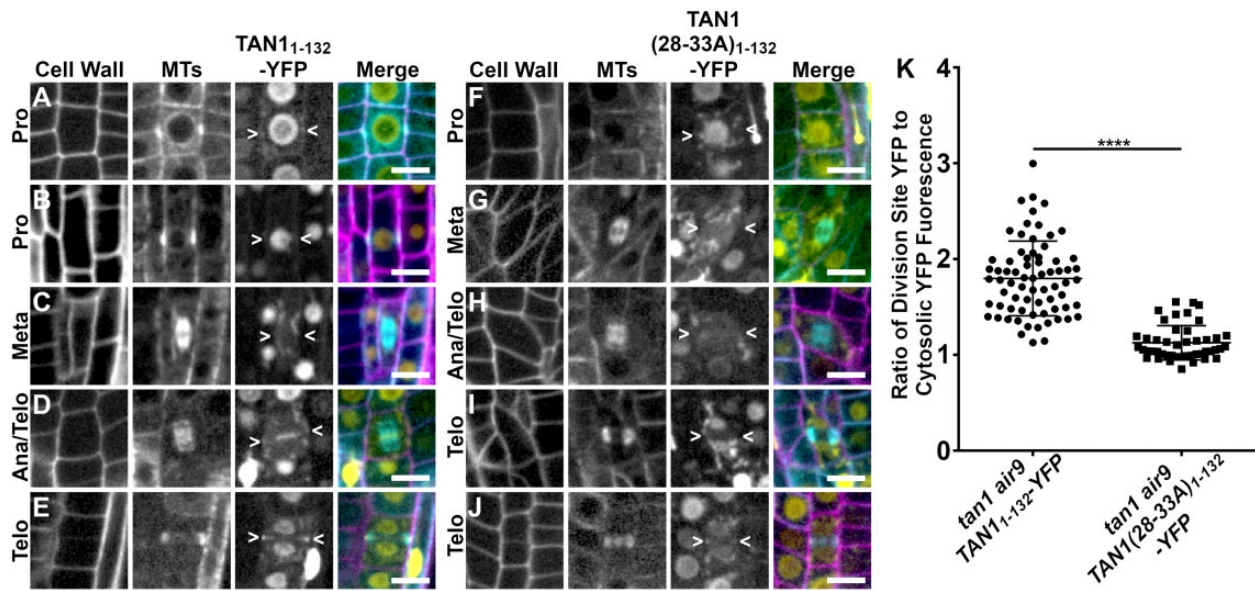 TAN1₁₋₁₃₂
Cell Wall MTs -YFP Merge
A Pro > <
B Pro > <
C Meta > <
D Ana/Telo > <
E Telo > <
TAN1
(28-33A)₁₋₁₃₂
Cell Wall MTs -YFP Merge
F Pro > <
G Meta > <
H Ana/Telo > <
I Telo > <
J Telo > <
K
Ratio of Division Site YFP to
Cytosolic YFP Fuorescence
4
3
2
1
0
****
tan1 air9
TAN1₁₋₁₃₂-YFP
tan1 air9
TAN1(28-33A)₁₋₁₃₂
-YFP